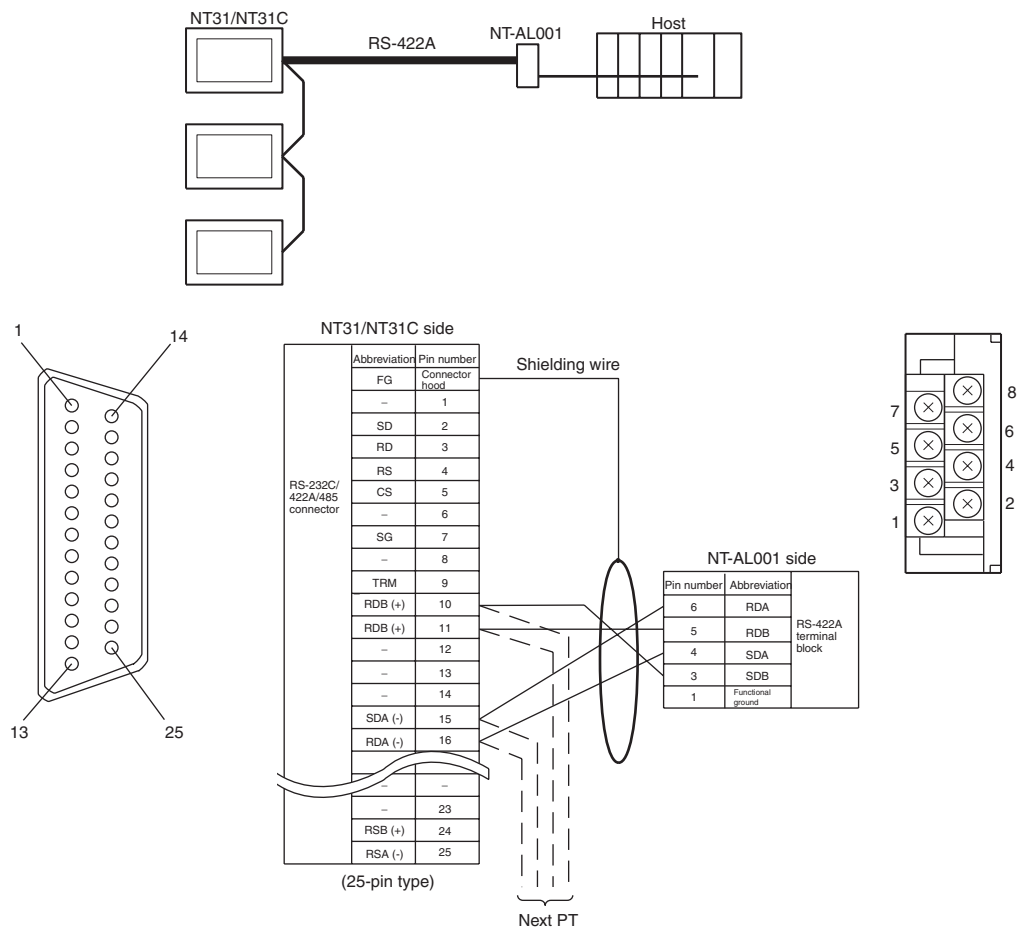 NT31/NT31C
RS-422A
NT-AL001
Host
1
14
13
25
NT31/NT31C side
Abbreviation Pin number
FG Connector hood
– 1
SD 2
RD 3
RS 4
RS-232C/
422A/485
connector
CS 5
– 6
SG 7
– 8
TRM 9
RDB (+) 10
RDB (+) 11
– 12
– 13
– 14
SDA (-) 15
RDA (-) 16
– –
– 23
RSB (+) 24
RSA (-) 25
(25-pin type)
Shielding wire
Next PT
NT-AL001 side
Pin number Abbreviation
6 RDA
5 RDB
4 SDA
3 SDB
1 Functional ground
RS-422A
terminal
block
8
7
6
5
4
3
2
1